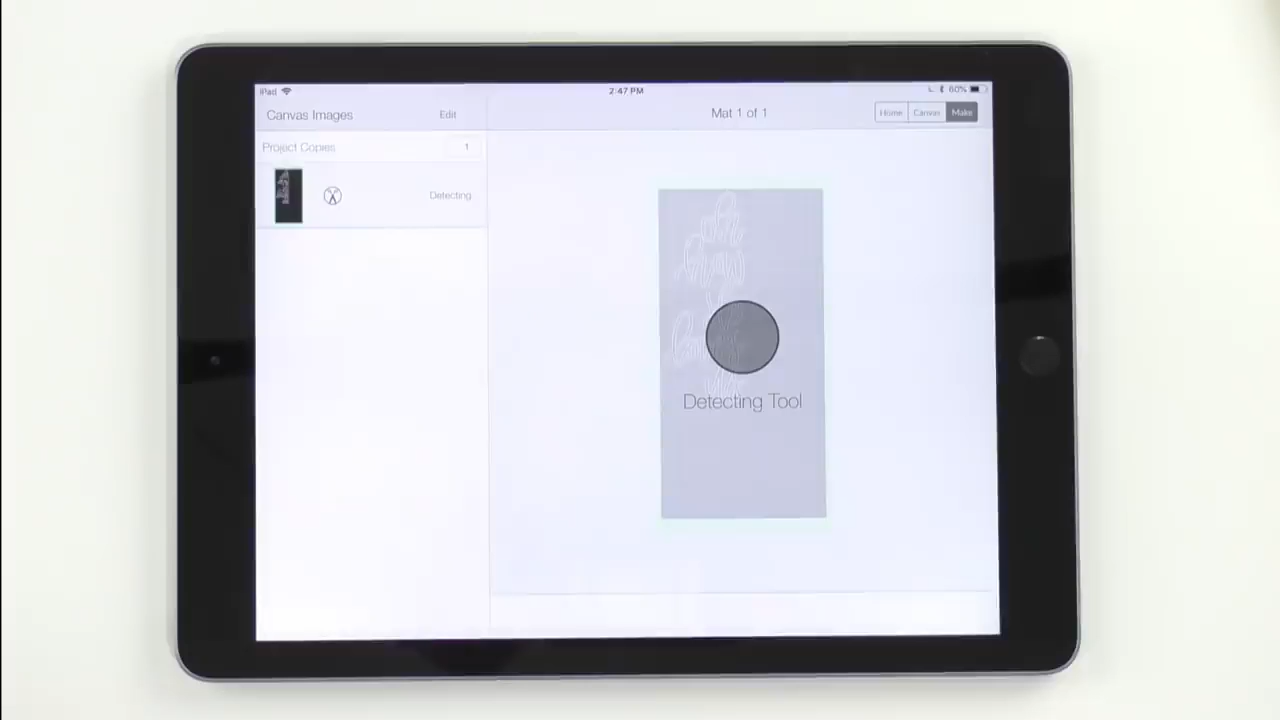 iPad
2:47 PM
60%
Canvas Images
Edit
Mat 1 of 1
Home
Canvas
Make
Project Copies
1
Detecting
oh
Detecting Tool